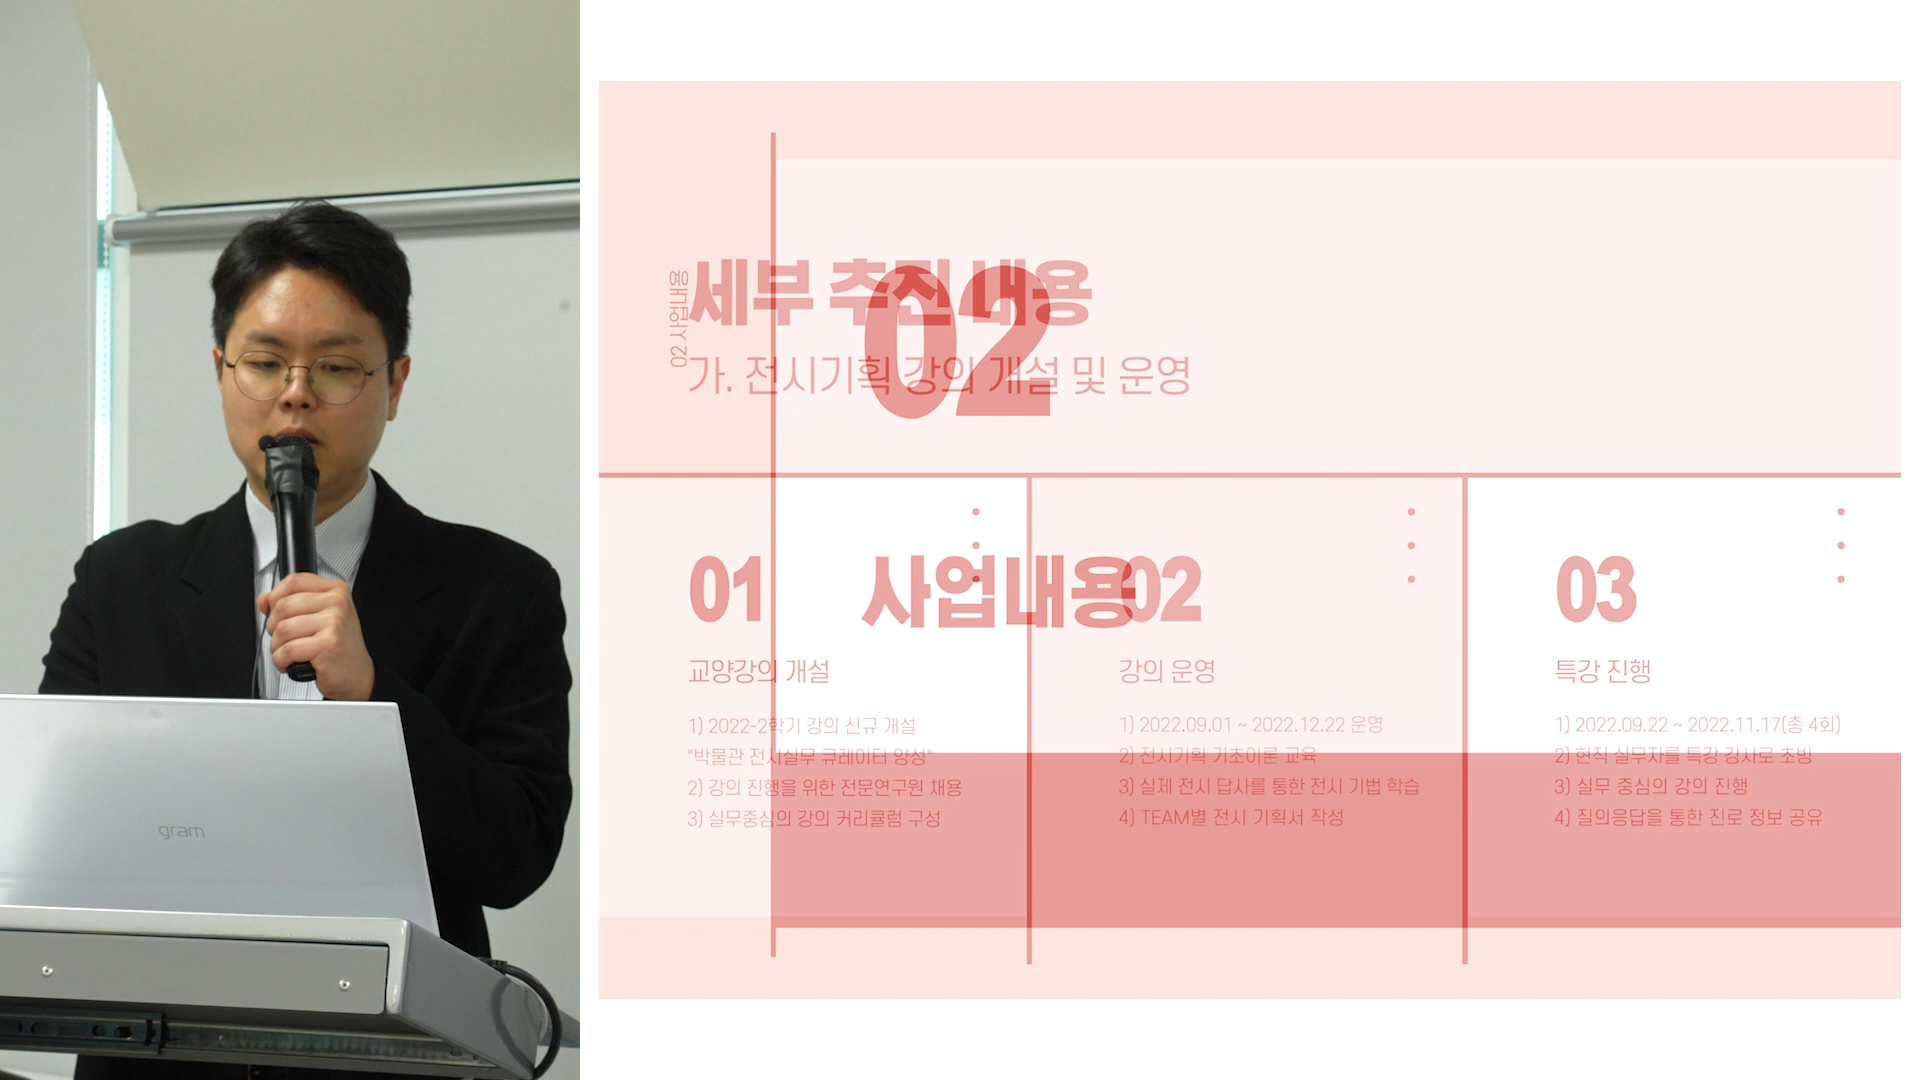 02 사업내용
세부 추진 내용
02
가. 전시기획 강의 개설 및 운영
01
사업내용
02
03
교양강의 개설
강의 운영
특강 진행
1) 2022-2학기 강의 신규 개설
"박물관 전시실무 큐레이터 양성"
2) 강의 진행을 위한 전문연구원 채용
3) 실무중심의 강의 커리큘럼 구성
1) 2022.09.01 ~ 2022.12.22 운영
2) 전시기획 기초이론 교육
3) 실제 전시 답사를 통한 전시 기법 학습
4) TEAM별 전시 기획서 작성
1) 2022.09.22 ~ 2022.11.17(총 4회)
2) 현직 실무자를 특강 강사로 초빙
3) 실무 중심의 강의 진행
4) 질의응답을 통한 진로 정보 공유
gram